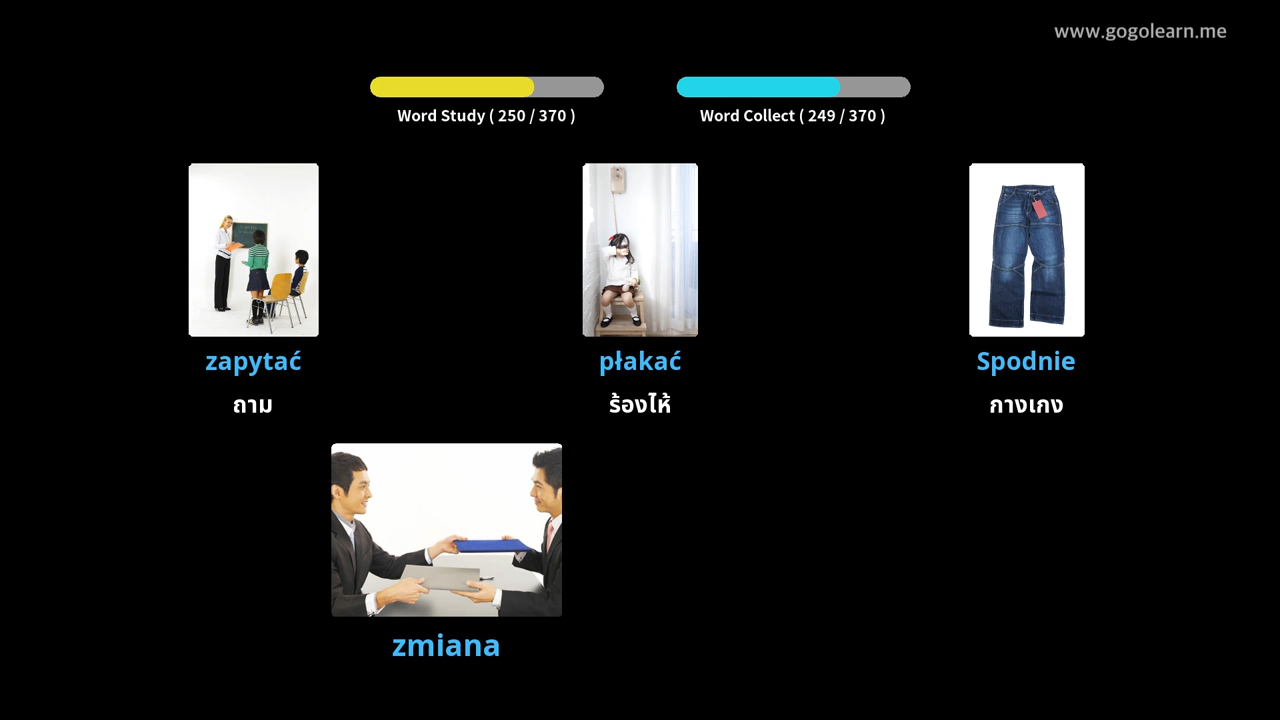 www.gogolearn.me
Word Study ( 250 / 370 )
Word Collect ( 249 / 370 )
zapytać
płakać
Spodnie
ถาม
ร้องไห้
กางเกง
zmiana